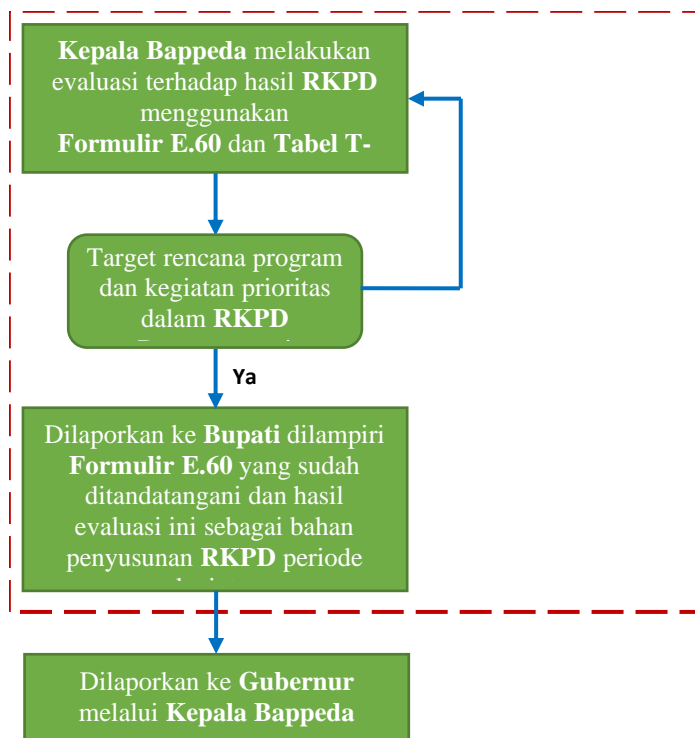 Kepala Bappeda melakukan
evaluasi terhadap hasil RKPD
menggunakan
Formulir E.60 dan Tabel T-
Target rencana program
dan kegiatan prioritas
dalam RKPD
Ya
Dilaporkan ke Bupati dilampiri
Formulir E.60 yang sudah
ditandatangani dan hasil
evaluasi ini sebagai bahan
penyusunan RKPD periode
Dilaporkan ke Gubernur
melalui Kepala Bappeda